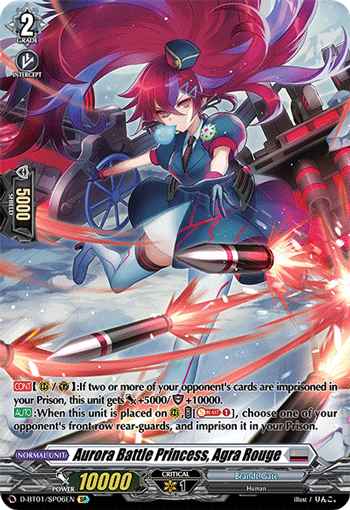 2
GRADE
INTERCEPT
5000
SHIELD
CONT【 / 】:If two or more of your opponent's cards are imprisoned in
your Prison, this unit gets +5000/ +10000.
AUTO:When this unit is placed on , [ 1], choose one of your
opponent's front row rear-guards, and imprison it in your Prison.
NORMAL UNIT
Aurora Battle Princess, Agra Rouge
POWER 10000
CRITICAL
1
Brandt Gate
Human
D-BT01/SP06EN SP
illust /